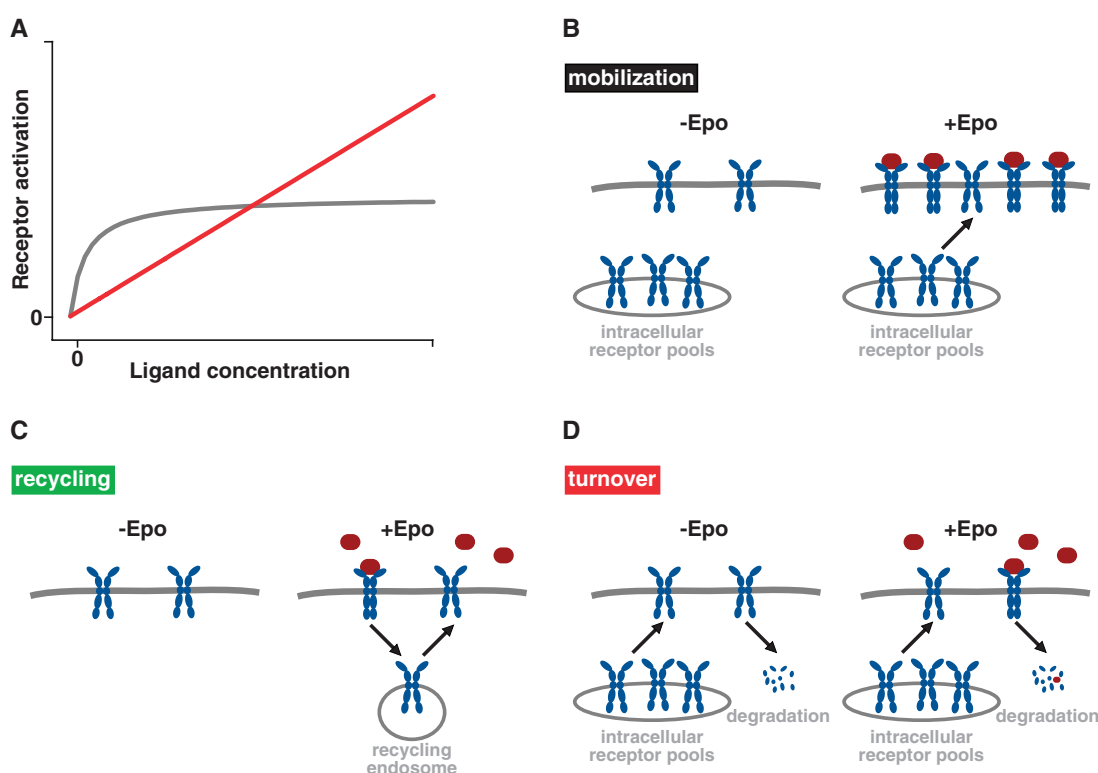 A
Receptor activation
0
0
Ligand concentration
B
mobilization
-Epo
+Epo
intracellular
receptor pools
intracellular
receptor pools
C
recycling
-Epo
+Epo
recycling
endosome
D
turnover
-Epo
+Epo
degradation
intracellular
receptor pools
degradation
intracellular
receptor pools